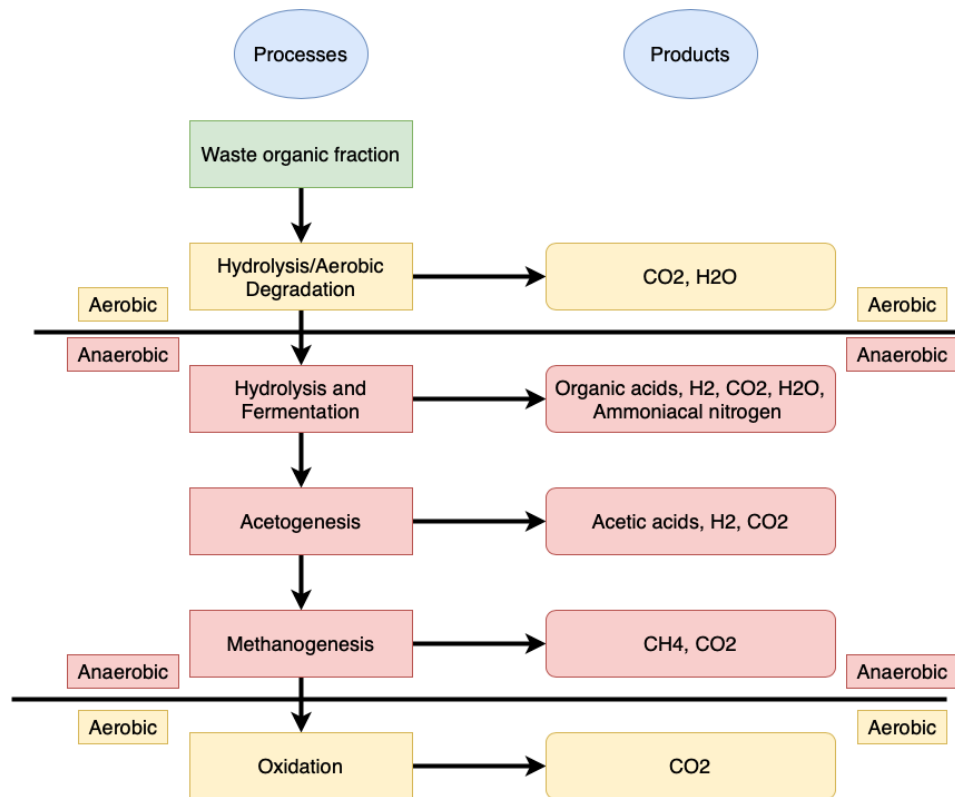 Processes
Products
Waste organic fraction
Hydrolysis/Aerobic
Degradation
CO2, H2O
Aerobic
Aerobic
Anaerobic
Anaerobic
Hydrolysis and
Fermentation
Organic acids, H2, CO2, H2O,
Ammoniacal nitrogen
Acetogenesis
Acetic acids, H2, CO2
Methanogenesis
CH4, CO2
Anaerobic
Anaerobic
Aerobic
Aerobic
Oxidation
CO2